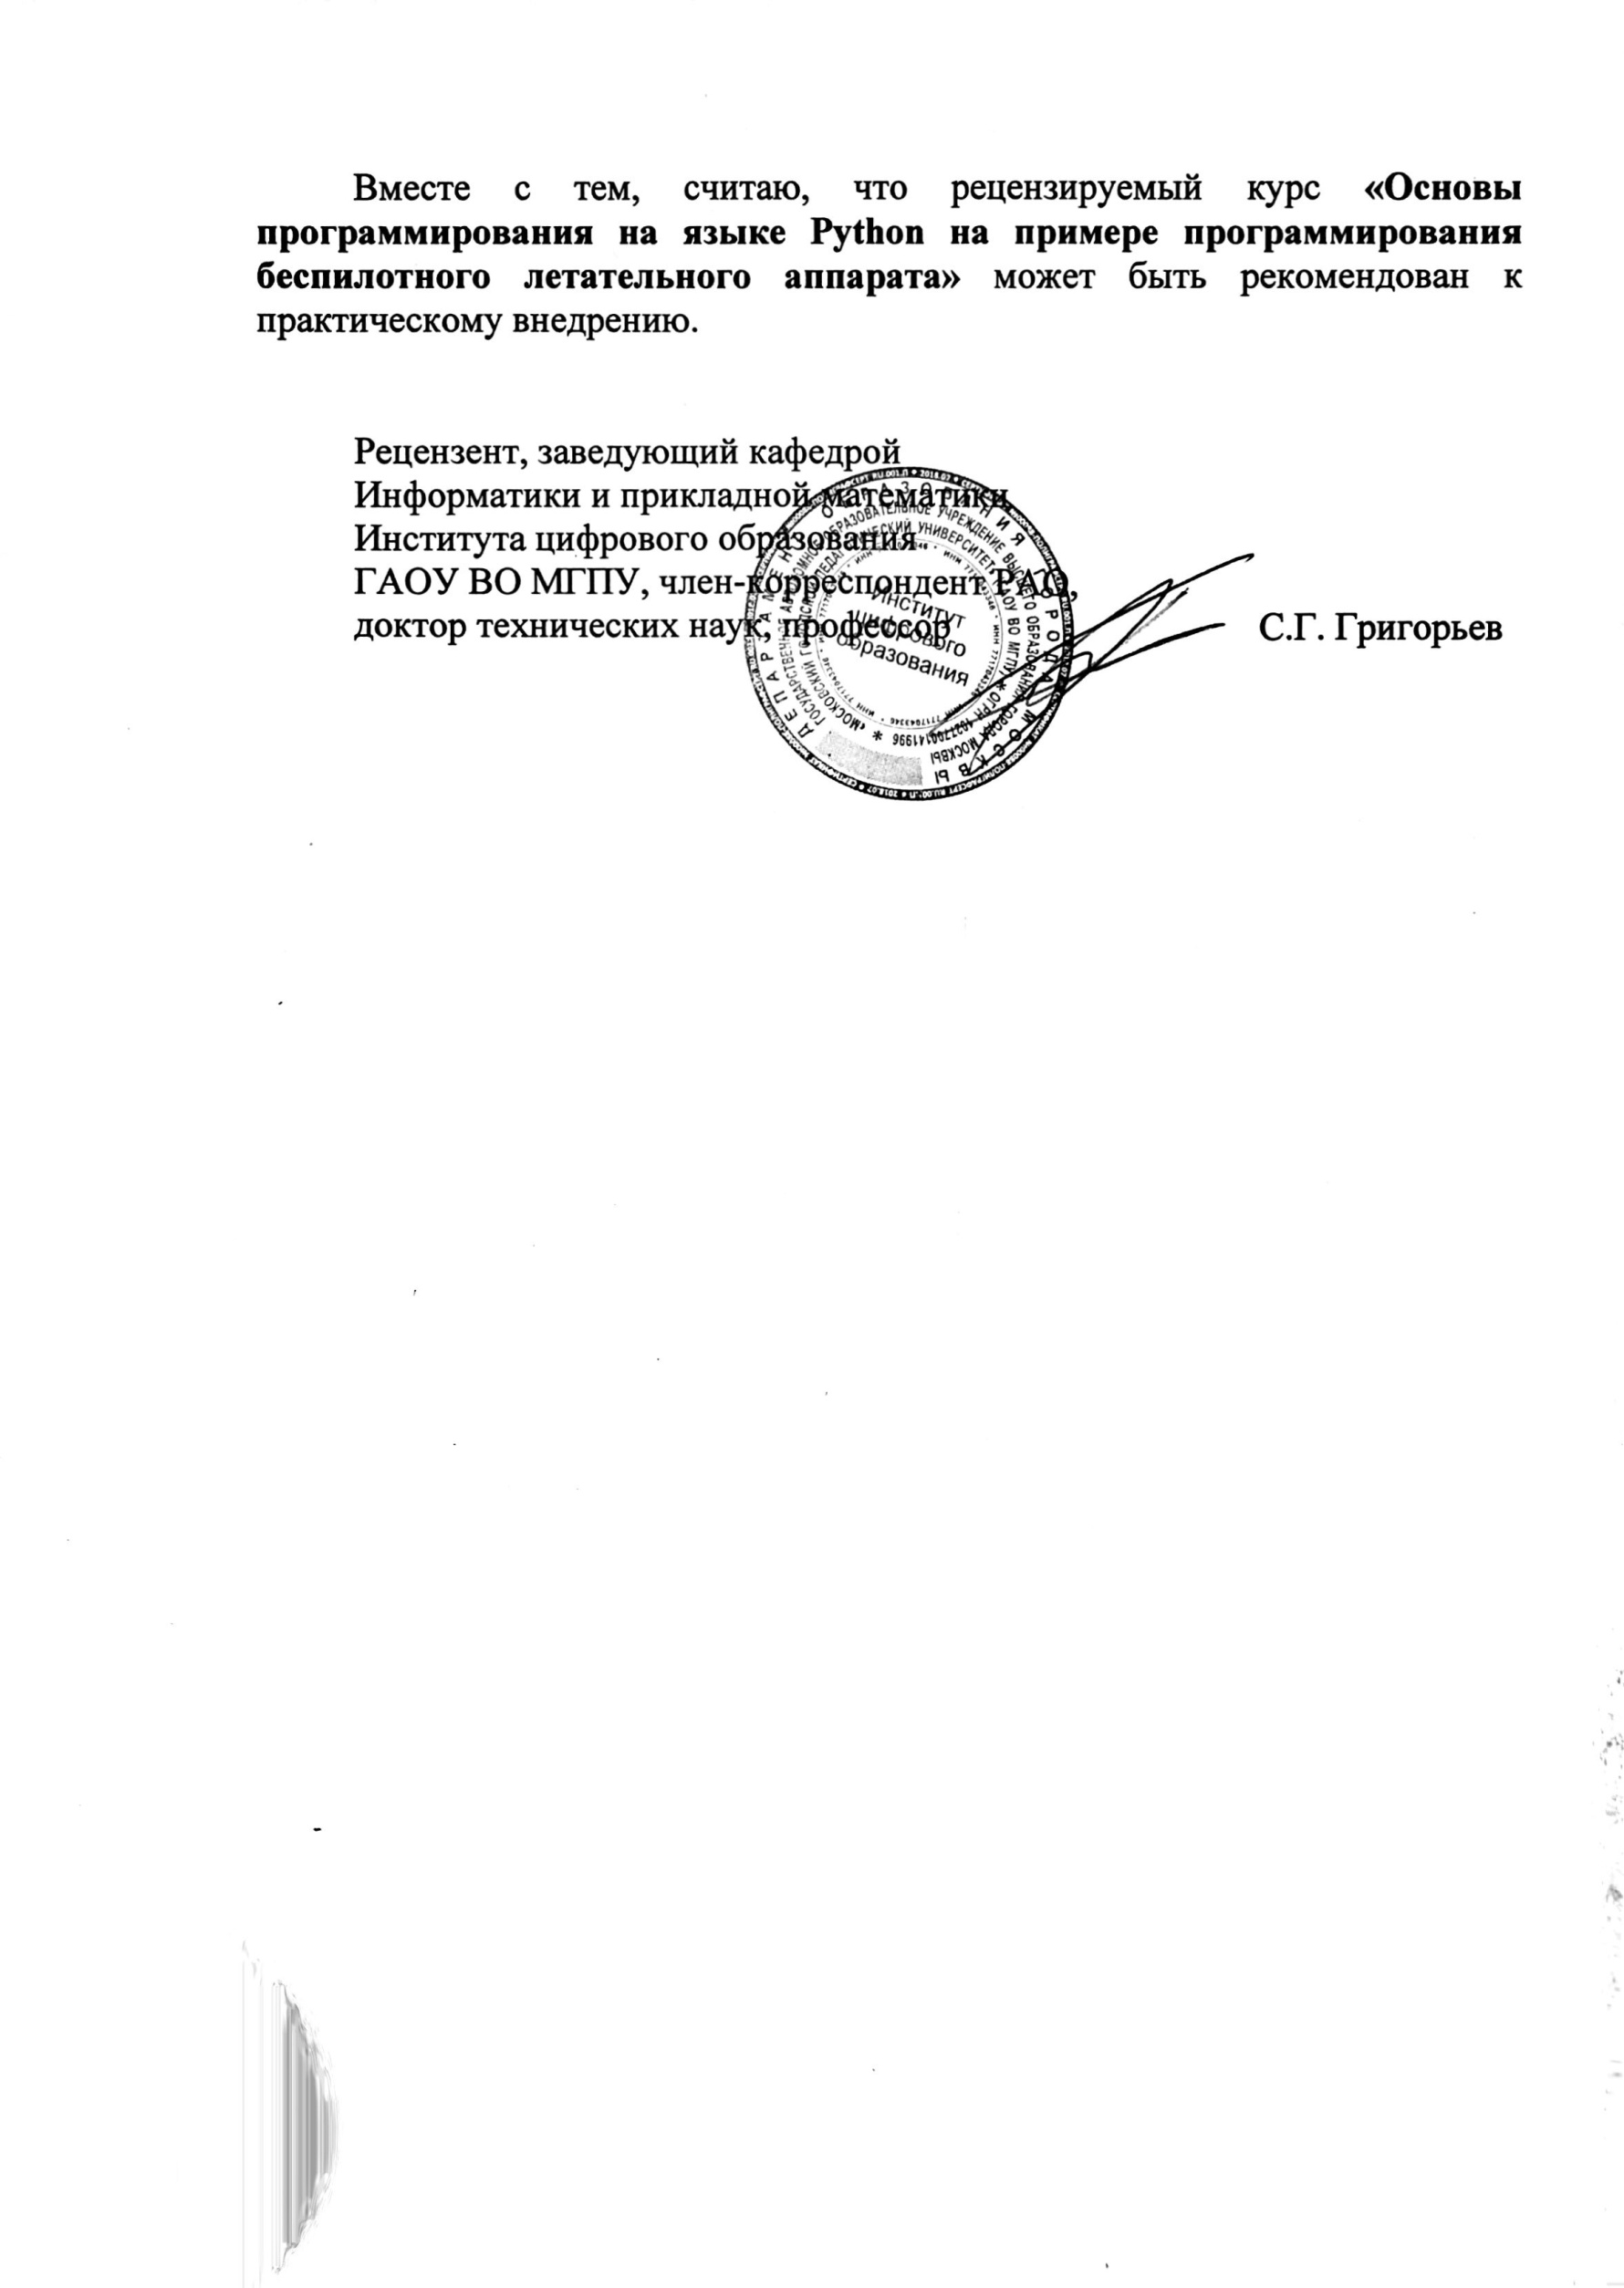 Вместе с тем, считаю, что рецензируемый курс «Основы
программирования на языке Python на примере программирования
беспилотного летательного аппарата» может быть рекомендован к
практическому внедрению.
Рецензент, заведующий кафедрой
Информатики и прикладной математики
Института цифрового образования
ГАОУ ВО МГПУ, член-корреспондент РАО,
доктор технических наук, профессор
С.Г. Григорьев
Институт
цифрового
образования